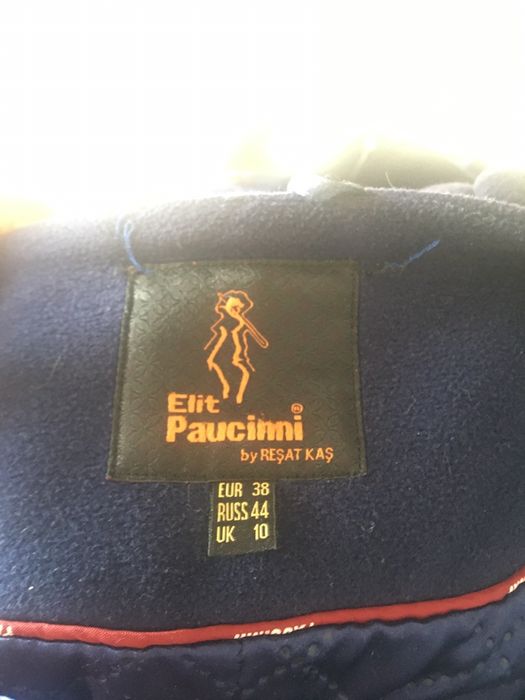 Elit
Paucinni
by REŞAT KAŞ
EUR 38
RUSS 44
UK 10